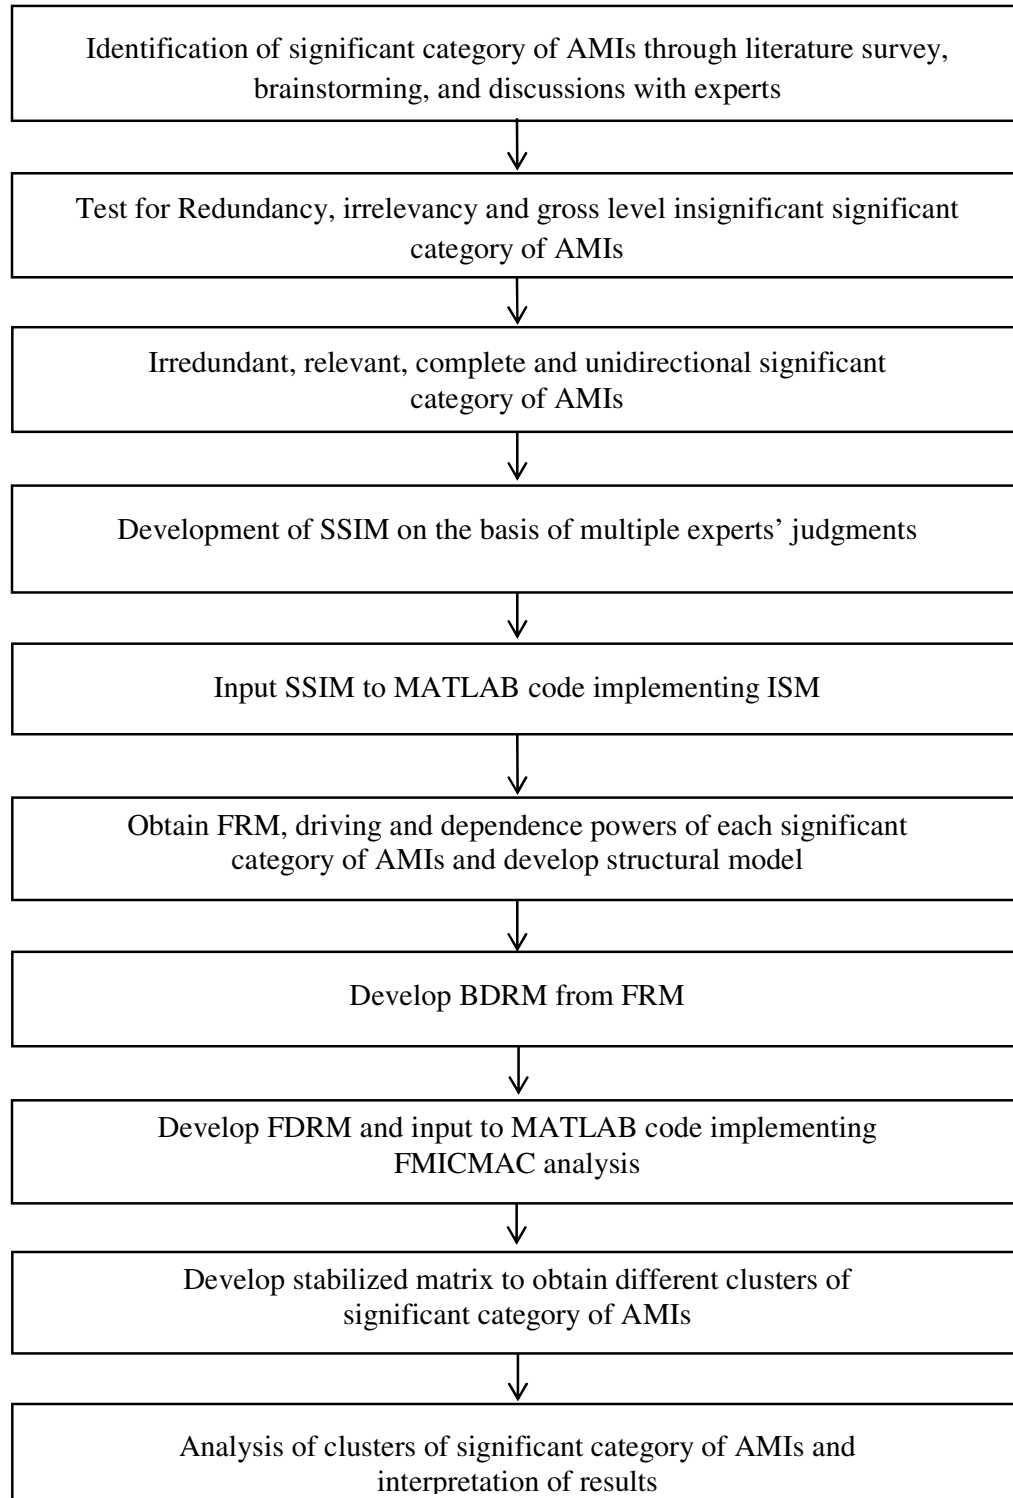 Identification of significant category of AMIs through literature survey,
brainstorming, and discussions with experts
Test for Redundancy, irrelevancy and gross level insignificant significant
category of AMIs
Irredundant, relevant, complete and unidirectional significant
category of AMIs
Development of SSIM on the basis of multiple experts’ judgments
Input SSIM to MATLAB code implementing ISM
Obtain FRM, driving and dependence powers of each significant
category of AMIs and develop structural model
Develop BDRM from FRM
Develop FDRM and input to MATLAB code implementing
FMICMAC analysis
Develop stabilized matrix to obtain different clusters of
significant category of AMIs
Analysis of clusters of significant category of AMIs and
interpretation of results